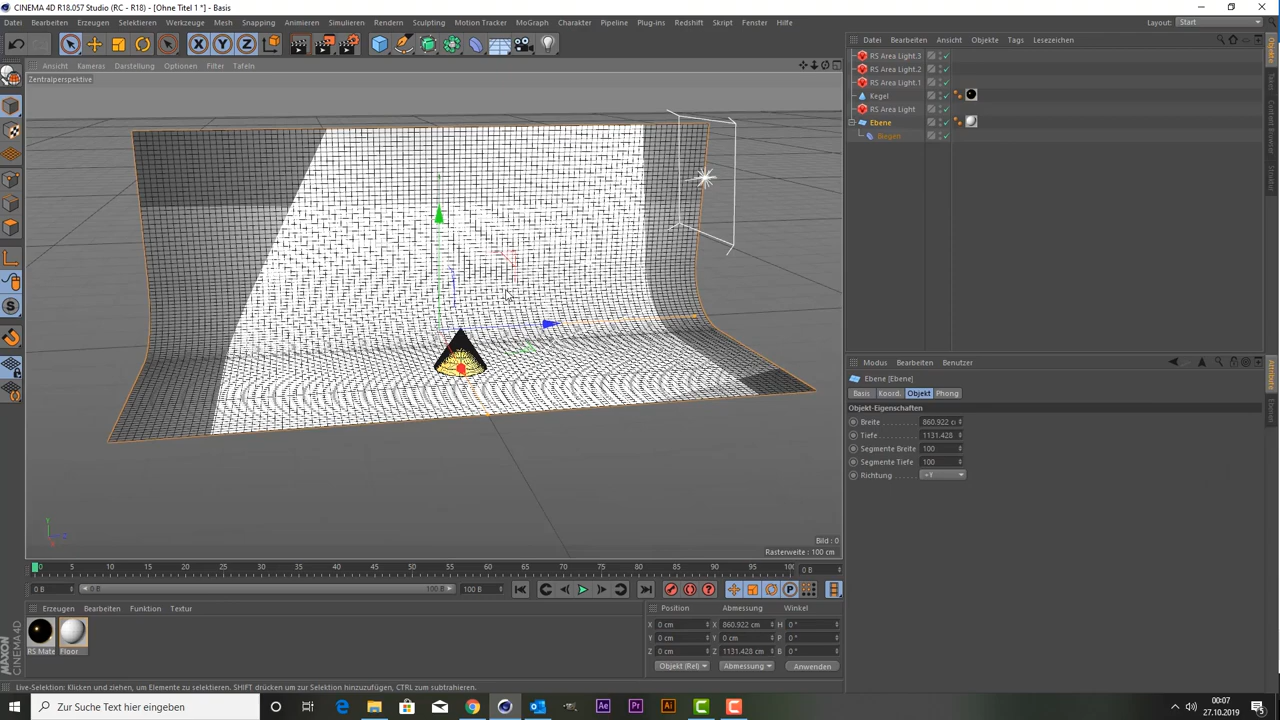 CINEMA 4D R18.057 Studio (RC - R18) - [Ohne Titel 1 *] - Basis
Datei Bearbeiten Erzeugen Selektieren Werkzeuge Mesh Snapping Animieren Simulieren Rendern Sculpting Motion Tracker MoGraph Charakter Pipeline Plug-ins Redshift Skript Fenster Hilfe Layout: Start
Datei Bearbeiten Ansicht Objekte Tags Lesezeichen
Ansicht Kameras Darstellung Optionen Filter Tafeln
Zentralperspektive
RS Area Light.3
RS Area Light.2
RS Area Light.1
Kegel
RS Area Light
Ebene
Biegen
Objekte
Takes
Content Browser
Struktur
Modus Bearbeiten Benutzer
Ebene [Ebene]
Basis Koord. Objekt Phong
Objekt-Eigenschaften
Breite 860.922 c
Tiefe 1131.428
Segmente Breite 100
Segmente Tiefe 100
Richtung +Y
Attribute
Ebenen
Y
Z
X
Bild : 0
Rasterweite : 100 cm
0 5 10 15 20 25 30 35 40 45 50 55 60 65 70 75 80 85 90 95 100 0 B
0 B 0 B 100 B 100 B
Erzeugen Bearbeiten Funktion Textur
RS Mate Floor
Position Abmessung Winkel
X 0 cm X 860.922 cm H 0 °
Y 0 cm Y 0 cm P 0 °
Z 0 cm Z 1131.428 cm B 0 °
Objekt (Rel) Abmessung Anwenden
MAXON CINEMA 4D
Live-Selektion: Klicken und ziehen, um Elemente zu selektieren. SHIFT drücken um zur Selektion hinzuzufügen, CTRL zum subtrahieren.
Zur Suche Text hier eingeben
00:07
27.10.2019